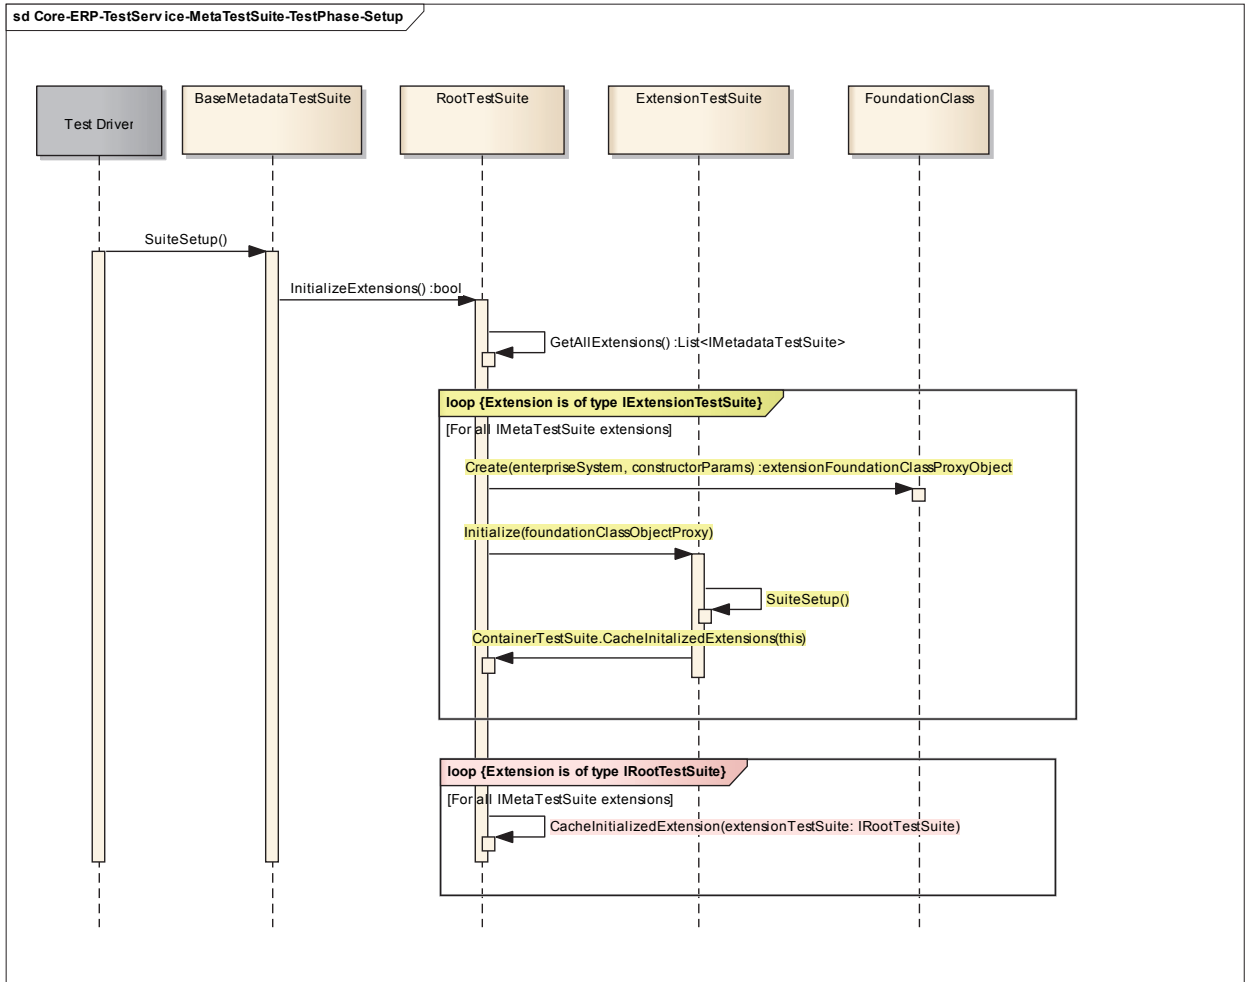 sd Core-ERP-TestService-MetaTestSuite-TestPhase-Setup
Test Driver
BaseMetadataTestSuite
RootTestSuite
ExtensionTestSuite
FoundationClass
SuiteSetup()
InitializeExtensions() :bool
GetAllExtensions() :List<IMetadataTestSuite>
loop {Extension is of type IExtensionTestSuite}
[For all IMetaTestSuite extensions]
Create(enterpriseSystem, constructorParams) :extensionFoundationClassProxyObject
Initialize(foundationClassObjectProxy)
SuiteSetup()
ContainerTestSuite.CacheInitalizedExtensions(this)
loop {Extension is of type IRootTestSuite}
[For all IMetaTestSuite extensions]
CacheInitializedExtension(extensionTestSuite: IRootTestSuite)